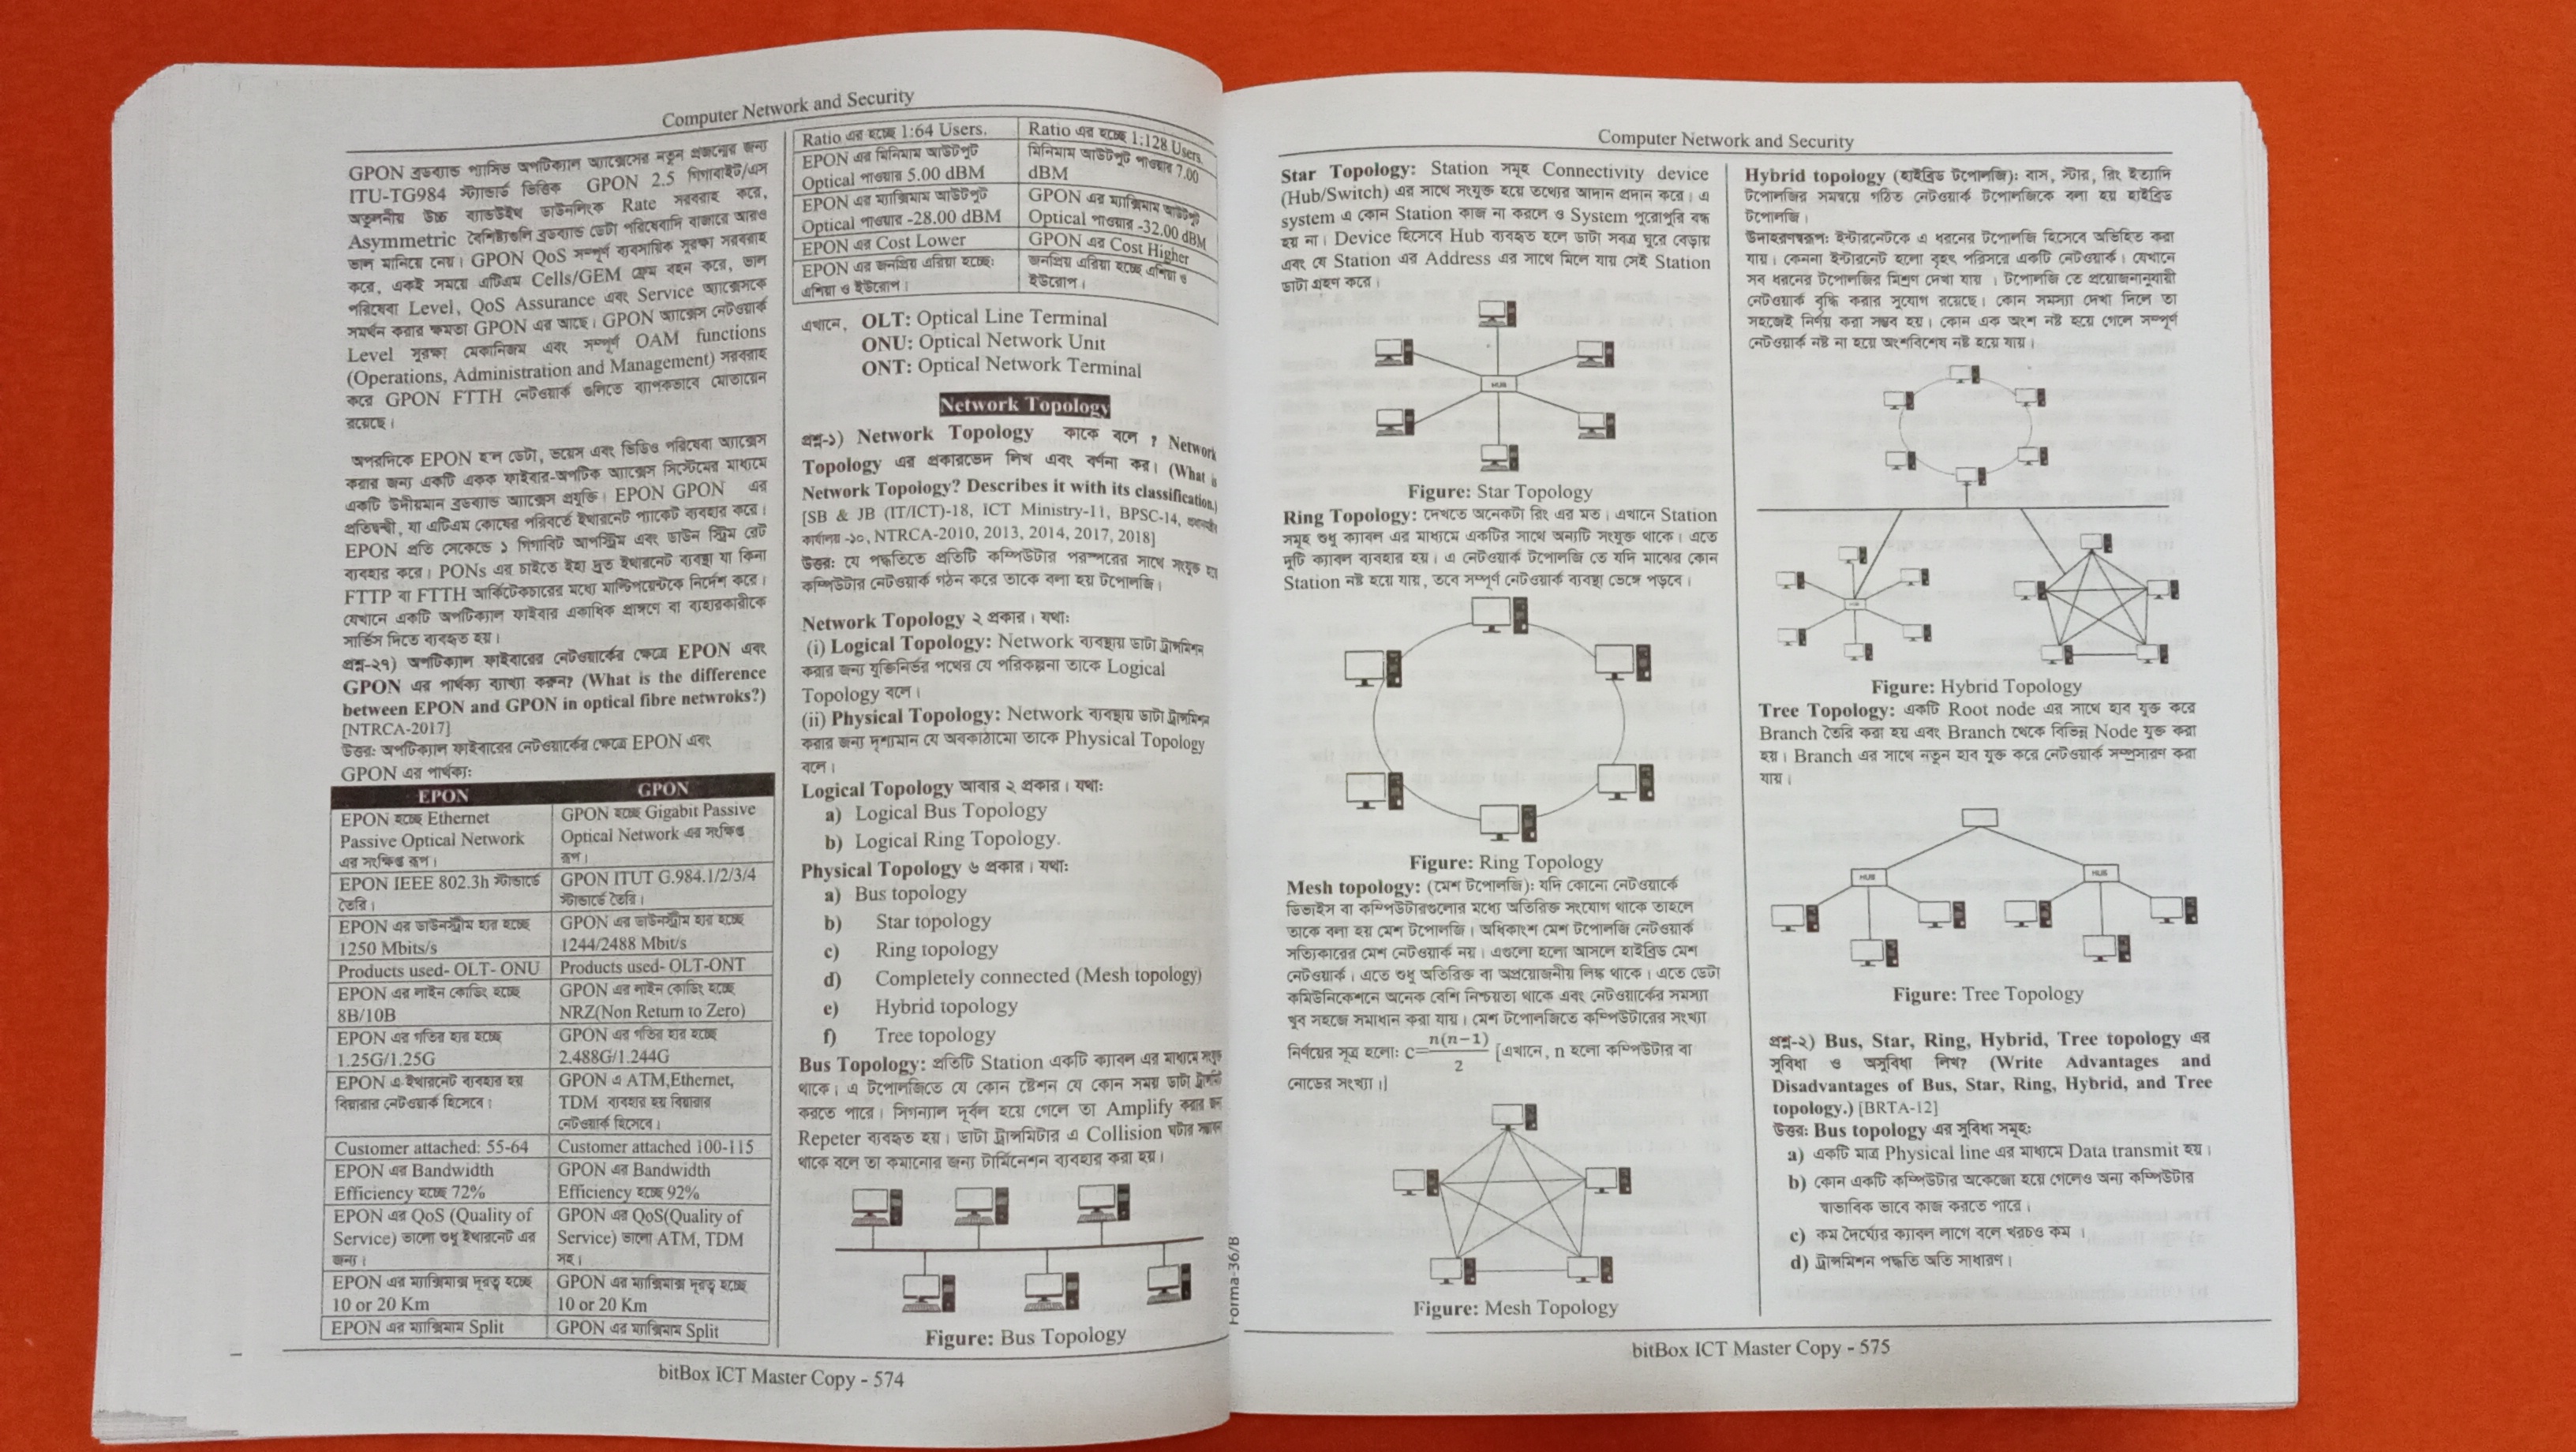 Computer Network and Security
GPON ব্রডব্যান্ড প্যাসিভ অপটিক্যাল অ্যাক্সেসের নতুন প্রজন্মের জন্য
ITU-TG984 স্ট্যান্ডার্ড ভিত্তিক GPON 2.5 গিগাবাইট/এস
অতুলনীয় উচ্চ ব্যান্ডউইথ ডাউনলিংক Rate সরবরাহ করে,
Asymmetric বৈশিষ্ট্যগুলি ব্রডব্যান্ড ডেটা পরিষেবাদি বাজারে আরও
ভাল মানিয়ে নেয়। GPON QoS সম্পূর্ণ ব্যবসায়িক সুরক্ষা সরবরাহ
করে, একই সময়ে এটিএম Cells/GEM ফ্রেম বহন করে, ভাল
পরিষেবা Level, QoS Assurance এবং Service অ্যাক্সেসকে
সমর্থন করার ক্ষমতা GPON এর আছে। GPON অ্যাক্সেস নেটওয়ার্ক
Level সুরক্ষা মেকানিজম এবং সম্পূর্ণ OAM functions
(Operations, Administration and Management) সরবরাহ
করে GPON FTTH নেটওয়ার্ক গুলিতে ব্যাপকভাবে মোতায়েন
রয়েছে।
অপরদিকে EPON হ'ল ডেটা, ভয়েস এবং ভিডিও পরিষেবা অ্যাক্সেস
করার জন্য একটি একক ফাইবার-অপটিক অ্যাক্সেস সিস্টেমের মাধ্যমে
একটি উদীয়মান ব্রডব্যান্ড অ্যাক্সেস প্রযুক্তি। EPON GPON এর
প্রতিদ্বন্দ্বী, যা এটিএম কোষের পরিবর্তে ইথারনেট প্যাকেট ব্যবহার করে।
EPON প্রতি সেকেন্ডে ১ গিগাবিট আপস্ট্রিম এবং ডাউন স্ট্রিম রেট
ব্যবহার করে। PONs এর চাইতে ইহা দ্রুত ইথারনেট ব্যবস্থা যা কিনা
FTTP বা FTTH আর্কিটেকচারের মধ্যে মাল্টিপয়েন্টকে নির্দেশ করে।
যেখানে একটি অপটিক্যাল ফাইবার একাধিক প্রাঙ্গণে বা ব্যবহারকারীকে
সার্ভিস দিতে ব্যবহৃত হয়।
প্রশ্ন-২৭) অপটিক্যাল ফাইবারের নেটওয়ার্কের ক্ষেত্রে EPON এবং
GPON এর পার্থক্য ব্যাখ্যা করুন? (What is the difference
between EPON and GPON in optical fibre netwroks?)
[NTRCA-2017]
উত্তর: অপটিক্যাল ফাইবারের নেটওয়ার্কের ক্ষেত্রে EPON এবং
GPON এর পার্থক্য:
EPON GPON
EPON হচ্ছে Ethernet GPON হচ্ছে Gigabit Passive
Passive Optical Network Optical Network এর সংক্ষিপ্ত
এর সংক্ষিপ্ত রূপ। রূপ।
EPON IEEE 802.3h স্ট্যান্ডার্ডে GPON ITUT G.984.1/2/3/4
তৈরি। স্ট্যান্ডার্ডে তৈরি।
EPON এর ডাউনস্ট্রীম হার হচ্ছে GPON এর ডাউনস্ট্রীম হার হচ্ছে
1250 Mbits/s 1244/2488 Mbit/s
Products used- OLT- ONU Products used- OLT-ONT
EPON এর লাইন কোডিং হচ্ছে GPON এর লাইন কোডিং হচ্ছে
8B/10B NRZ(Non Return to Zero)
EPON এর গতির হার হচ্ছে GPON এর গতির হার হচ্ছে
1.25G/1.25G 2.488G/1.244G
EPON এ ইথারনেট ব্যবহার হয় GPON এ ATM,Ethernet,
বিয়ারার নেটওয়ার্ক হিসেবে। TDM ব্যবহার হয় বিয়ারার
নেটওয়ার্ক হিসেবে।
Customer attached: 55-64 Customer attached 100-115
EPON এর Bandwidth GPON এর Bandwidth
Efficiency হচ্ছে 72% Efficiency হচ্ছে 92%
EPON এর QoS (Quality of GPON এর QoS(Quality of
Service) ভালো শুধু ইথারনেট এর Service) ভালো ATM, TDM
জন্য। সহ।
EPON এর ম্যাক্সিমাম দূরত্ব হচ্ছে GPON এর ম্যাক্সিমাম দূরত্ব হচ্ছে
10 or 20 Km 10 or 20 Km
EPON এর ম্যাক্সিমাম Split GPON এর ম্যাক্সিমাম Split
Ratio এর হচ্ছে 1:64 Users. Ratio এর হচ্ছে 1:128 Users.
EPON এর মিনিমাম আউটপুট মিনিমাম আউটপুট পাওয়ার 7.00
Optical পাওয়ার 5.00 dBM dBM
EPON এর ম্যাক্সিমাম আউটপুট GPON এর ম্যাক্সিমাম আউটপুট
Optical পাওয়ার -28.00 dBM Optical পাওয়ার -32.00 dBM
EPON এর Cost Lower GPON এর Cost Higher
EPON এর জনপ্রিয় এরিয়া হচ্ছে: জনপ্রিয় এরিয়া হচ্ছে এশিয়া ও
এশিয়া ও ইউরোপ। ইউরোপ।
এখানে, OLT: Optical Line Terminal
ONU: Optical Network Unit
ONT: Optical Network Terminal
Network Topology
প্রশ্ন-১) Network Topology কাকে বলে ? Network
Topology এর প্রকারভেদ লিখ এবং বর্ণনা কর। (What is
Network Topology? Describes it with its classification.)
[SB & JB (IT/ICT)-18, ICT Ministry-11, BPSC-14, প্রধানমন্ত্রীর
কার্যালয় -১০, NTRCA-2010, 2013, 2014, 2017, 2018]
উত্তর: যে পদ্ধতিতে প্রতিটি কম্পিউটার পরস্পরের সাথে সংযুক্ত হয়ে
কম্পিউটার নেটওয়ার্ক গঠন করে তাকে বলা হয় টপোলজি।
Network Topology ২ প্রকার। যথা:
(i) Logical Topology: Network ব্যবস্থায় ডাটা ট্রান্সমিশন
করার জন্য যুক্তিনির্ভর পথের যে পরিকল্পনা তাকে Logical
Topology বলে।
(ii) Physical Topology: Network ব্যবস্থায় ডাটা ট্রান্সমিশন
করার জন্য দৃশ্যমান যে অবকাঠামো তাকে Physical Topology
বলে।
Logical Topology আবার ২ প্রকার। যথা:
a) Logical Bus Topology
b) Logical Ring Topology.
Physical Topology ৬ প্রকার। যথা:
a) Bus topology
b) Star topology
c) Ring topology
d) Completely connected (Mesh topology)
e) Hybrid topology
f) Tree topology
Bus Topology: প্রতিটি Station একটি ক্যাবল এর মাধ্যমে সংযুক্ত
থাকে। এ টপোলজিতে যে কোন ষ্টেশন যে কোন সময় ডাটা ট্রান্সমিট
করতে পারে। সিগন্যাল দূর্বল হয়ে গেলে তা Amplify করার জন্য
Repeter ব্যবহৃত হয়। ডাটা ট্রান্সমিটার এ Collision ঘটার সম্ভাবনা
থাকে বলে তা কমানোর জন্য টার্মিনেশন ব্যবহার করা হয়।
Figure: Bus Topology
bitBox ICT Master Copy - 574
Forma-36/B
Computer Network and Security
Star Topology: Station সমূহ Connectivity device
(Hub/Switch) এর সাথে সংযুক্ত হয়ে তথ্যের আদান প্রদান করে। এ
system এ কোন Station কাজ না করলে ও System পুরোপুরি বন্ধ
হয় না। Device হিসেবে Hub ব্যবহৃত হলে ডাটা সবত্র ঘুরে বেড়ায়
এবং যে Station এর Address এর সাথে মিলে যায় সেই Station
ডাটা গ্রহণ করে।
HUB
Figure: Star Topology
Ring Topology: দেখতে অনেকটা রিং এর মত। এখানে Station
সমূহ শুধু ক্যাবল এর মাধ্যমে একটির সাথে অন্যটি সংযুক্ত থাকে। এতে
দুটি ক্যাবল ব্যবহার হয়। এ নেটওয়ার্ক টপোলজি তে যদি মাঝের কোন
Station নষ্ট হয়ে যায়, তবে সম্পূর্ণ নেটওয়ার্ক ব্যবস্থা ভেঙ্গে পড়বে।
Figure: Ring Topology
Mesh topology: (মেশ টপোলজি): যদি কোনো নেটওয়ার্কে
ডিভাইস বা কম্পিউটারগুলোর মধ্যে অতিরিক্ত সংযোগ থাকে তাহলে
তাকে বলা হয় মেশ টপোলজি। অধিকাংশ মেশ টপোলজি নেটওয়ার্ক
সত্যিকারের মেশ নেটওয়ার্ক নয়। এগুলো হলো আসলে হাইব্রিড মেশ
নেটওয়ার্ক। এতে শুধু অতিরিক্ত বা অপ্রয়োজনীয় লিঙ্ক থাকে। এতে ডেটা
কমিউনিকেশনে অনেক বেশি নিশ্চয়তা থাকে এবং নেটওয়ার্কের সমস্যা
খুব সহজে সমাধান করা যায়। মেশ টপোলজিতে কম্পিউটারের সংখ্যা
নির্ণয়ের সূত্র হলো: c=n(n−1)/2 [এখানে, n হলো কম্পিউটার বা
নোডের সংখ্যা।]
Figure: Mesh Topology
Hybrid topology (হাইব্রিড টপোলজি): বাস, স্টার, রিং ইত্যাদি
টপোলজির সমন্বয়ে গঠিত নেটওয়ার্ক টপোলজিকে বলা হয় হাইব্রিড
টপোলজি।
উদাহরণস্বরূপ: ইন্টারনেটকে এ ধরনের টপোলজি হিসেবে অভিহিত করা
যায়। কেননা ইন্টারনেট হলো বৃহৎ পরিসরে একটি নেটওয়ার্ক। যেখানে
সব ধরনের টপোলজির মিশ্রণ দেখা যায় । টপোলজি তে প্রয়োজনানুযায়ী
নেটওয়ার্ক বৃদ্ধি করার সুযোগ রয়েছে। কোন সমস্যা দেখা দিলে তা
সহজেই নির্ণয় করা সম্ভব হয়। কোন এক অংশ নষ্ট হয়ে গেলে সম্পূর্ণ
নেটওয়ার্ক নষ্ট না হয়ে অংশবিশেষ নষ্ট হয়ে যায়।
Figure: Hybrid Topology
Tree Topology: একটি Root node এর সাথে হাব যুক্ত করে
Branch তৈরি করা হয় এবং Branch থেকে বিভিন্ন Node যুক্ত করা
হয়। Branch এর সাথে নতুন হাব যুক্ত করে নেটওয়ার্ক সম্প্রসারণ করা
যায়।
HUB HUB
Figure: Tree Topology
প্রশ্ন-২) Bus, Star, Ring, Hybrid, Tree topology এর
সুবিধা ও অসুবিধা লিখ? (Write Advantages and
Disadvantages of Bus, Star, Ring, Hybrid, and Tree
topology.) [BRTA-12]
উত্তর: Bus topology এর সুবিধা সমূহ:
a) একটি মাত্র Physical line এর মাধ্যমে Data transmit হয়।
b) কোন একটি কম্পিউটার অকেজো হয়ে গেলেও অন্য কম্পিউটার
স্বাভাবিক ভাবে কাজ করতে পারে।
c) কম দৈর্ঘ্যের ক্যাবল লাগে বলে খরচও কম ।
d) ট্রান্সমিশন পদ্ধতি অতি সাধারণ।
bitBox ICT Master Copy - 575